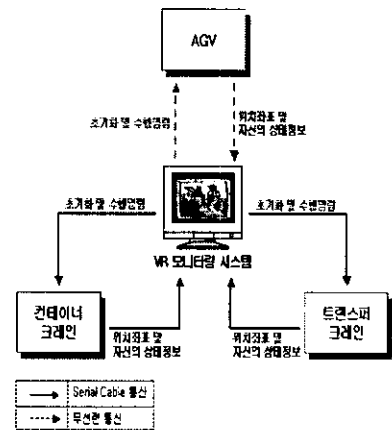 AGV
초기화 및 수행명령
위치좌표 및
자신의 상태정보
초기화 및 수행명령
초기화 및 수행명령
VR 모니터링 시스템
컨테이너
크레인
트랜스퍼
크레인
위치좌표 및
자신의 상태정보
위치좌표 및
자신의 상태정보
Serial Cable 통신
무선랜 통신